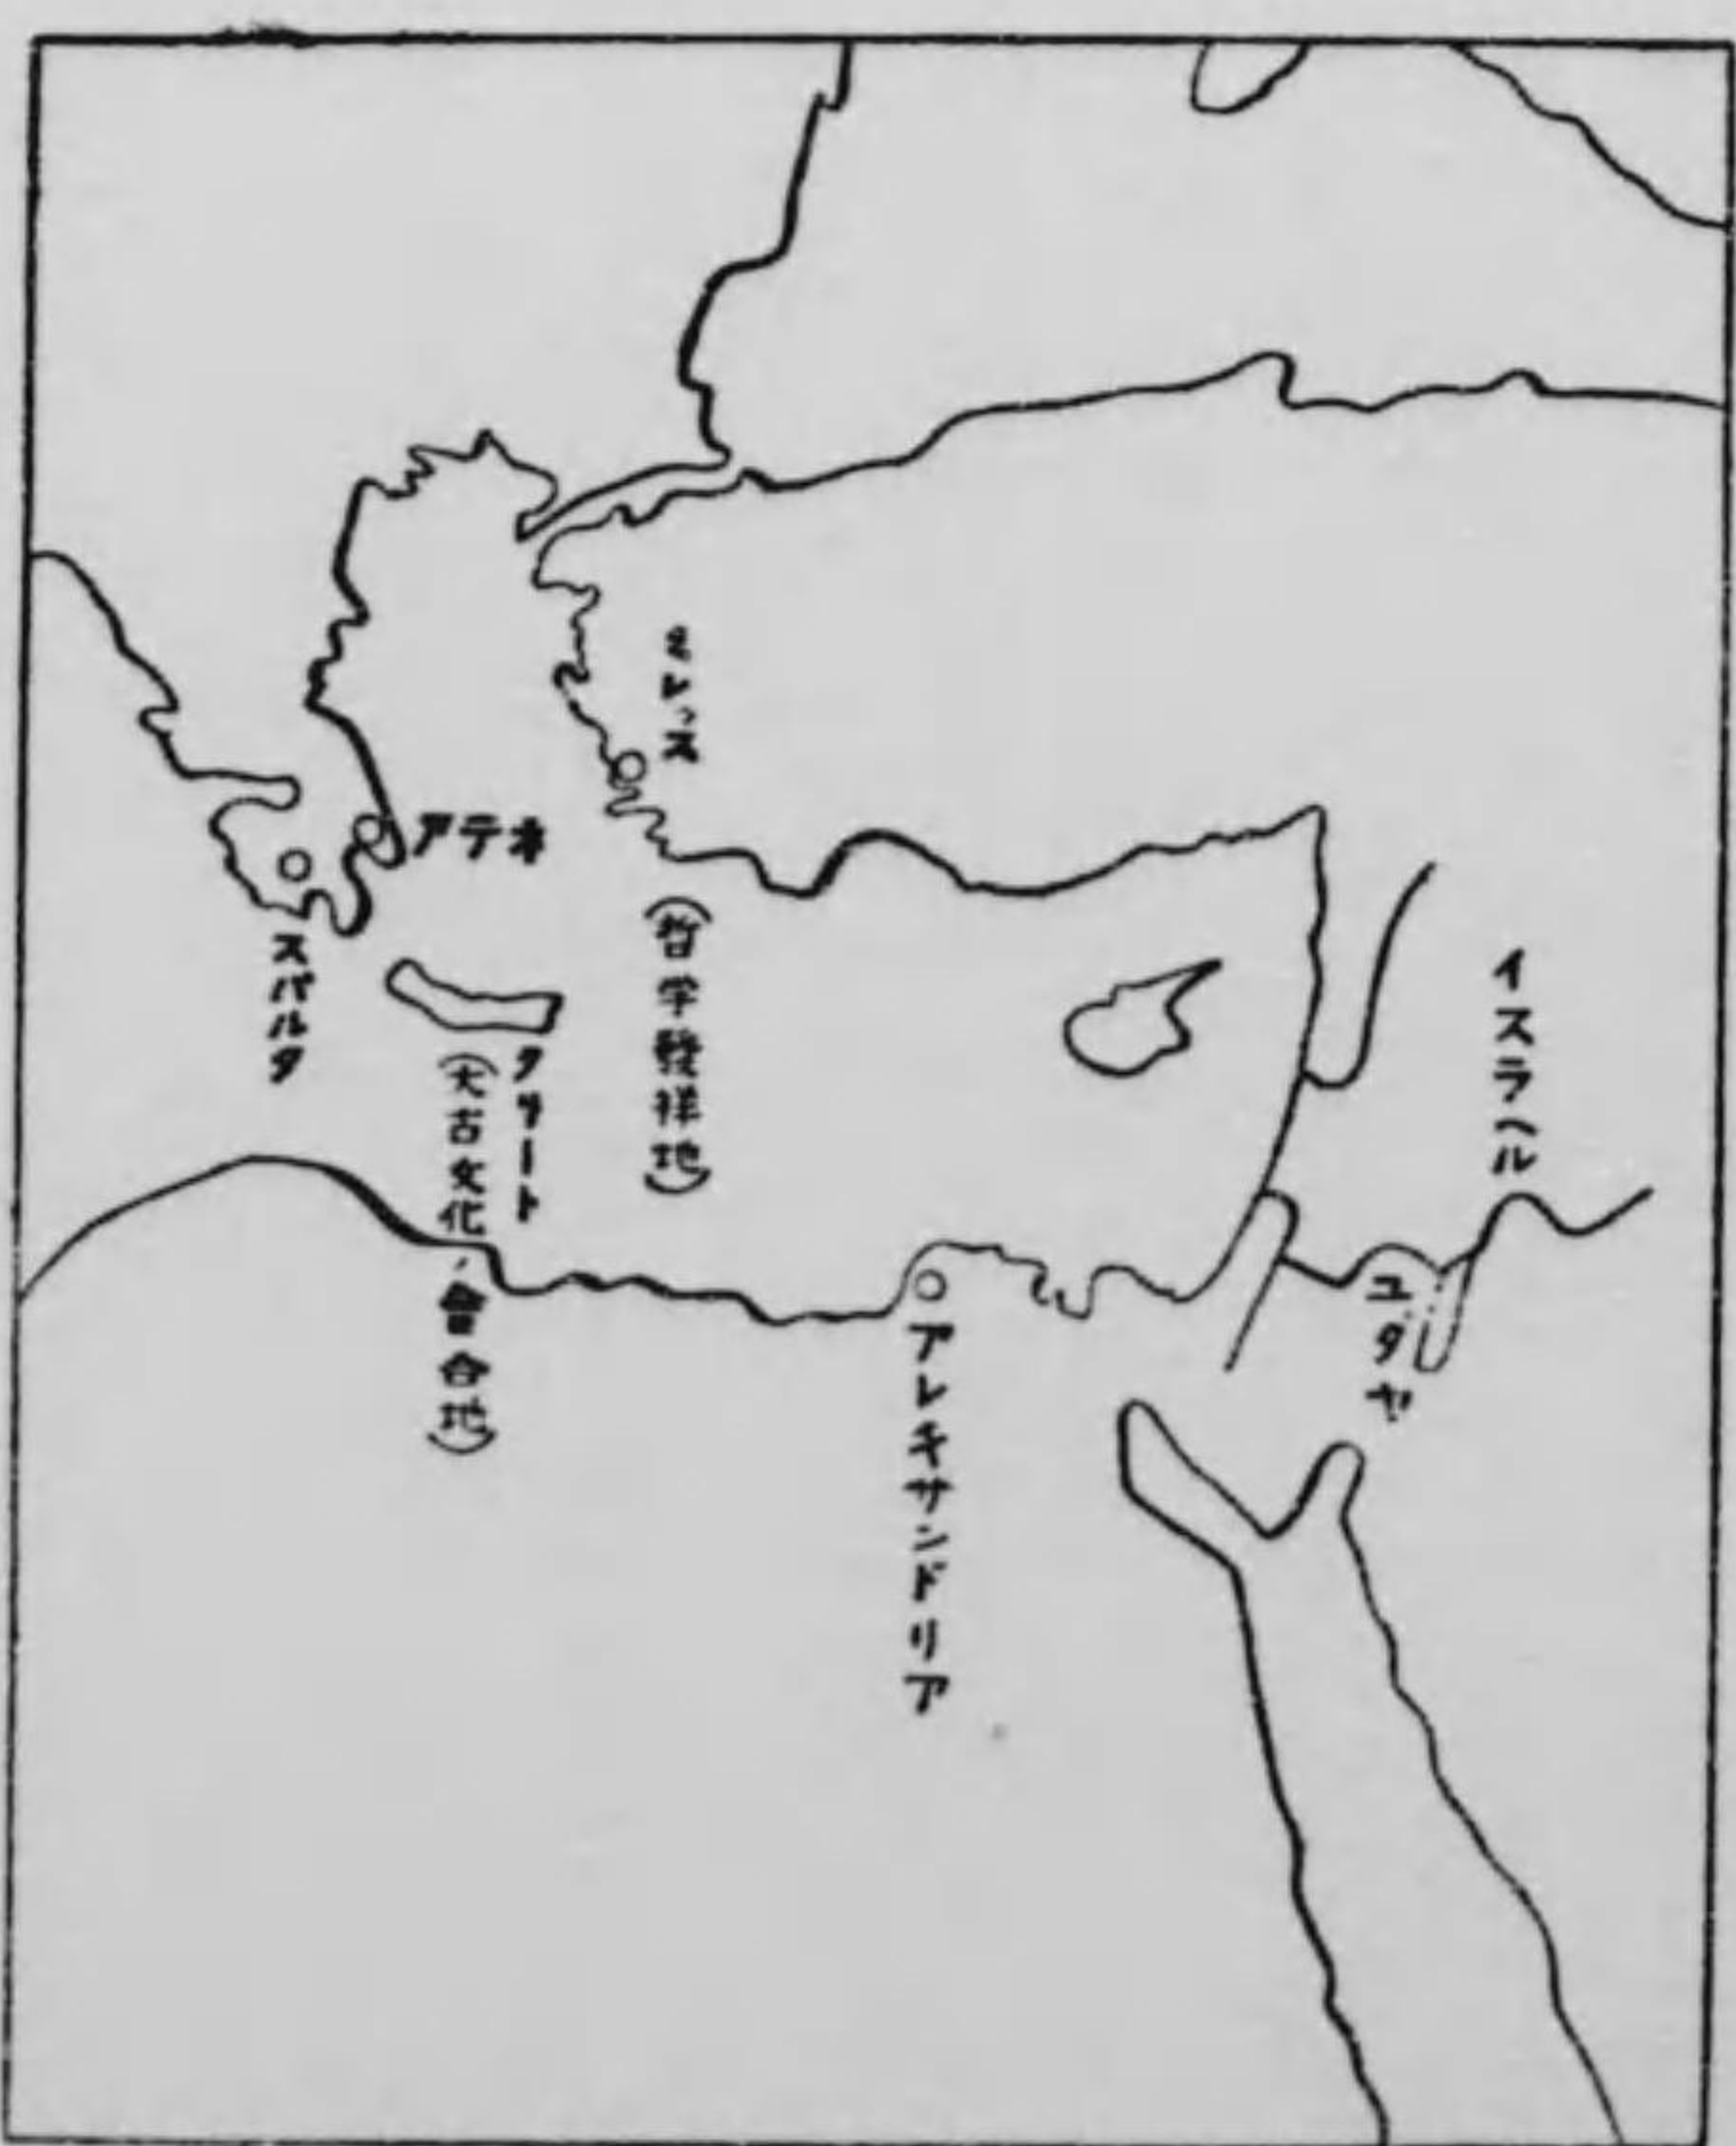 ミレツス
アテネ
スパルタ
クリート
(太古文化ノ會合地)
(哲学発祥地)
イスラヘル
ユダヤ
アレキサンドリア